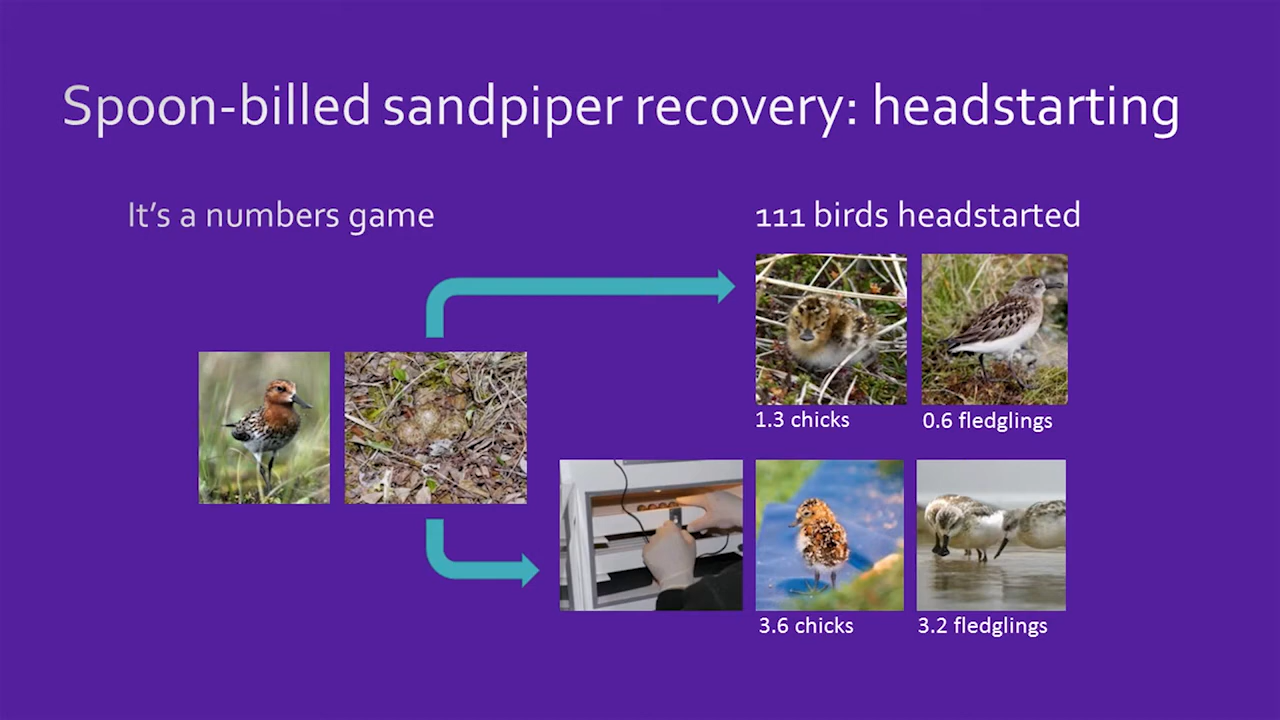 Spoon-billed sandpiper recovery: headstarting
It's a numbers game
111 birds headstarted
1.3 chicks
0.6 fledglings
3.6 chicks
3.2 fledglings